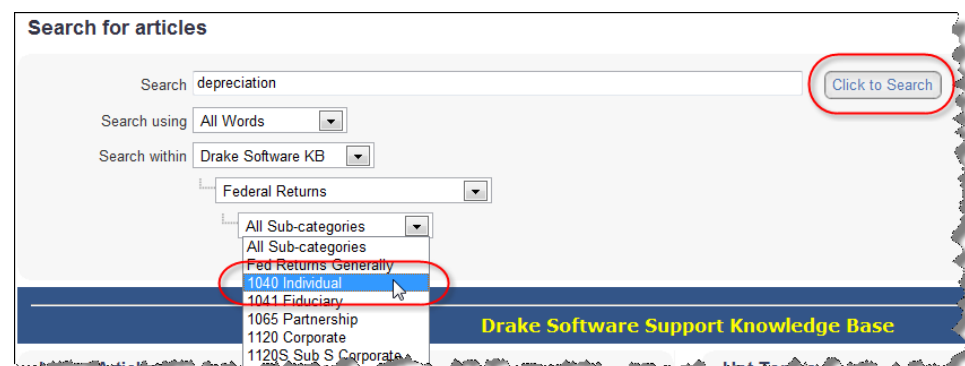 Search for articles
Search depreciation Click to Search
Search using All Words
Search within Drake Software KB
Federal Returns
All Sub-categories
All Sub-categories
Fed Returns Generally
1040 Individual
1041 Fiduciary
1065 Partnership
Drake Software Support Knowledge Base
1120 Corporate
1120S Sub S Corporate